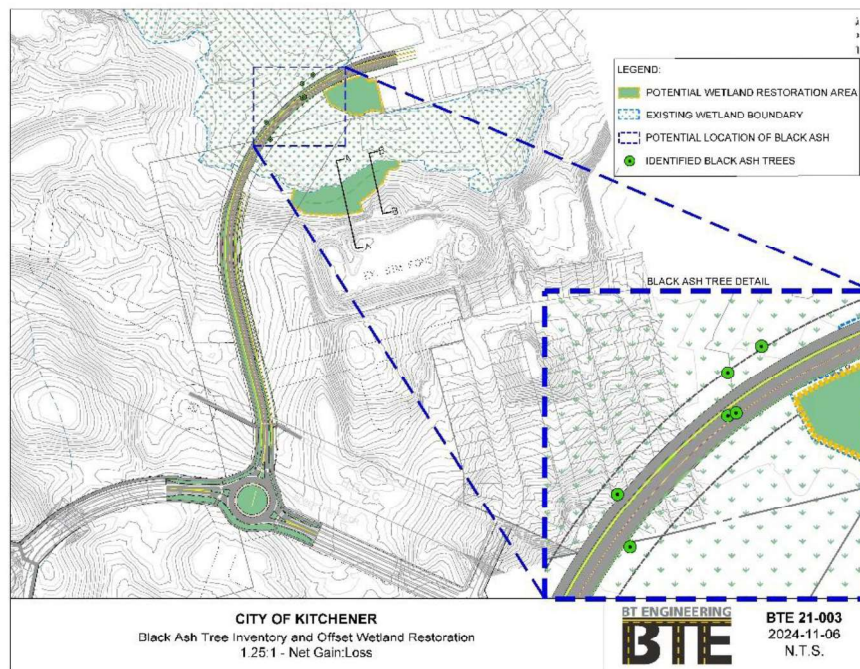 LEGEND:
POTENTIAL WETLAND RESTORATION AREA
EXISTING WETLAND BOUNDARY
POTENTIAL LOCATION OF BLACK ASH
IDENTIFIED BLACK ASH TREES
A
B
B
A
BLACK ASH TREE DETAIL
CITY OF KITCHENER
Black Ash Tree Inventory and Offset Wetland Restoration
1.25:1 - Net Gain:Loss
BT ENGINEERING
BTE
BTE 21-003
2024-11-06
N.T.S.